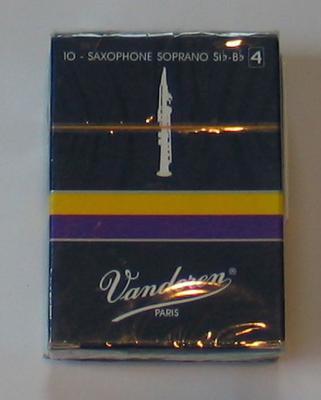 10 - SAXOPHONE SOPRANO Si♭-B♭ 4
Vandoren®
PARIS